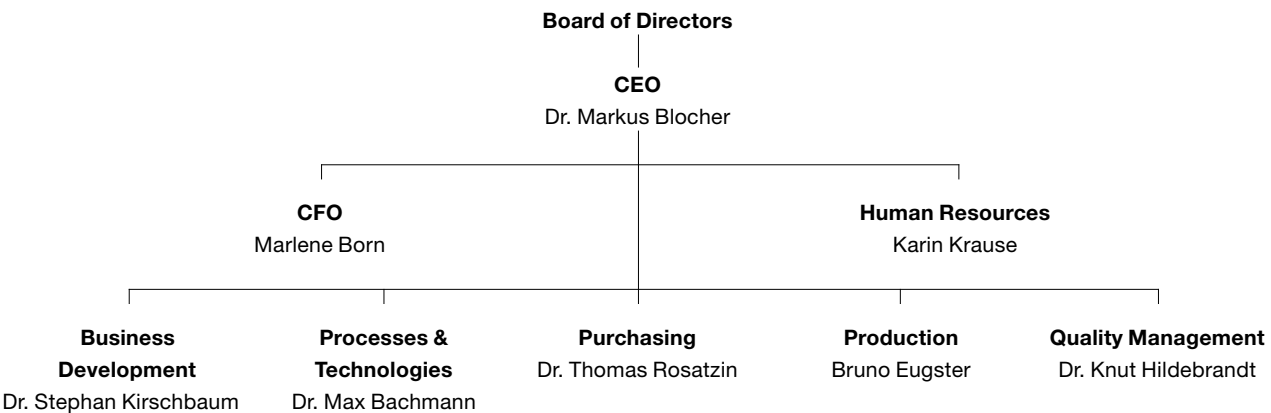 Board of Directors
CEO
Dr. Markus Blocher
CFO
Marlene Born
Human Resources
Karin Krause
Business
Development
Dr. Stephan Kirschbaum
Processes &
Technologies
Dr. Max Bachmann
Purchasing
Dr. Thomas Rosatzin
Production
Bruno Eugster
Quality Management
Dr. Knut Hildebrandt